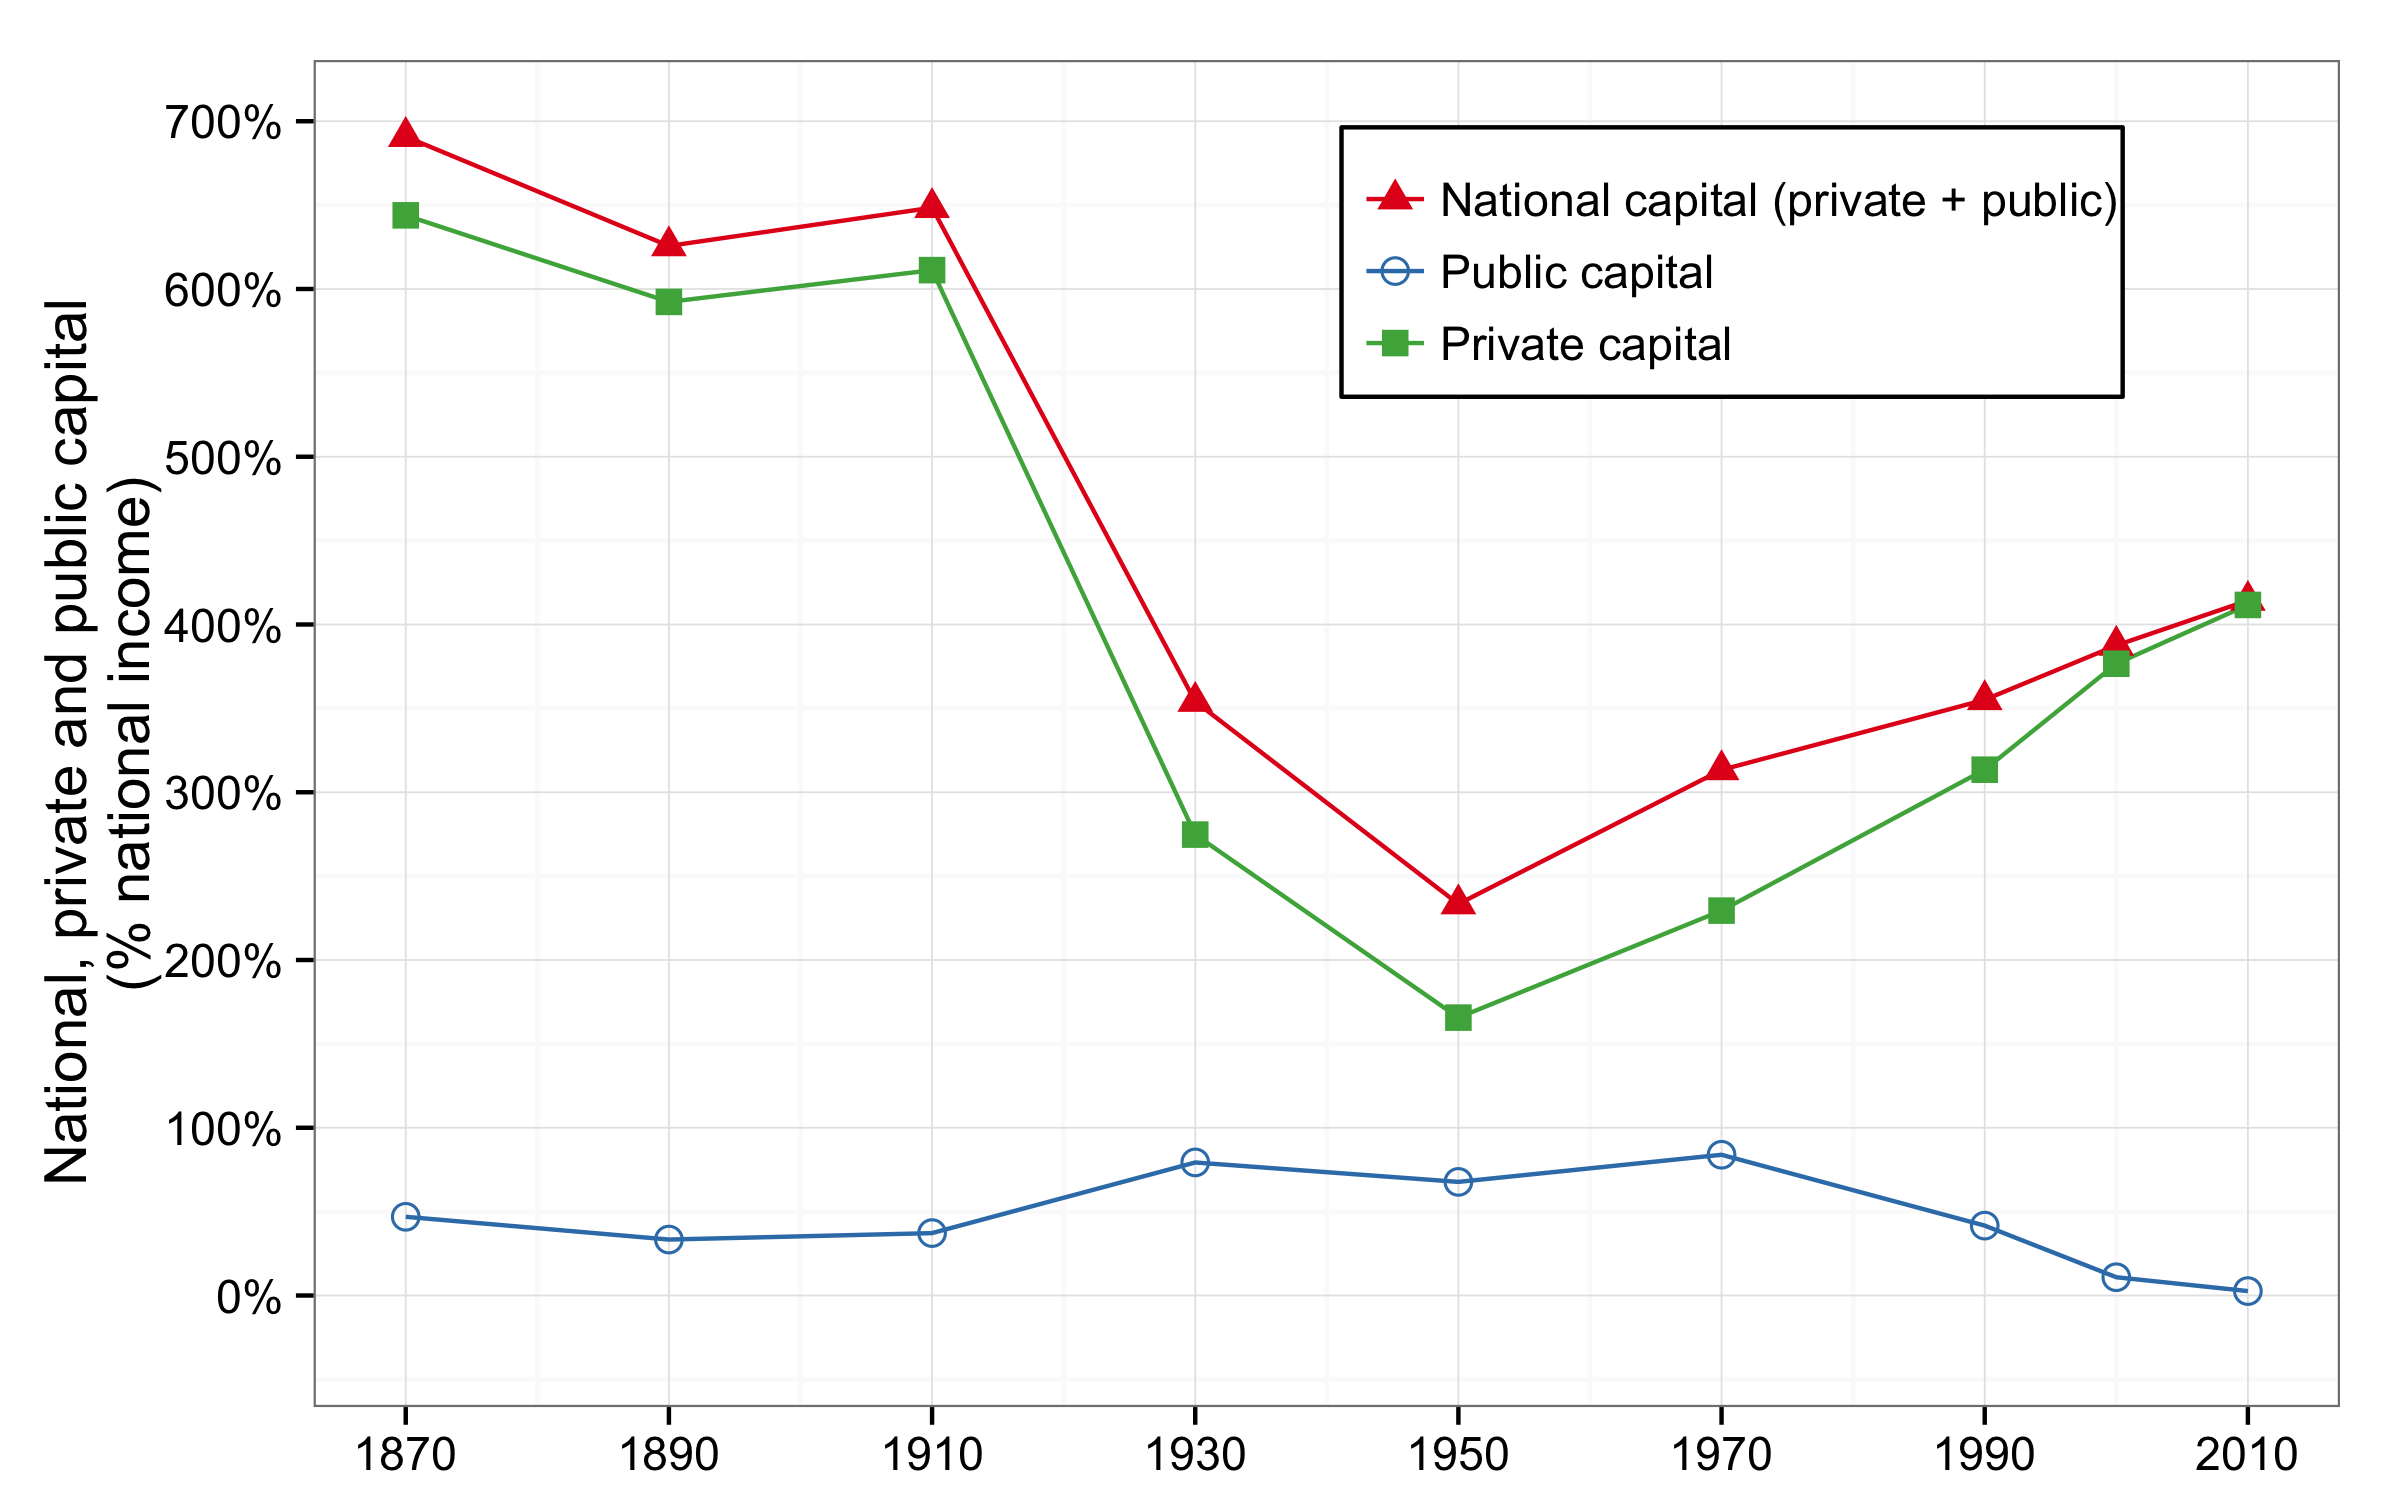 National, private and public capital
(% national income)
700%
600%
500%
400%
300%
200%
100%
0%
National capital (private + public)
Public capital
Private capital
1870 1890 1910 1930 1950 1970 1990 2010